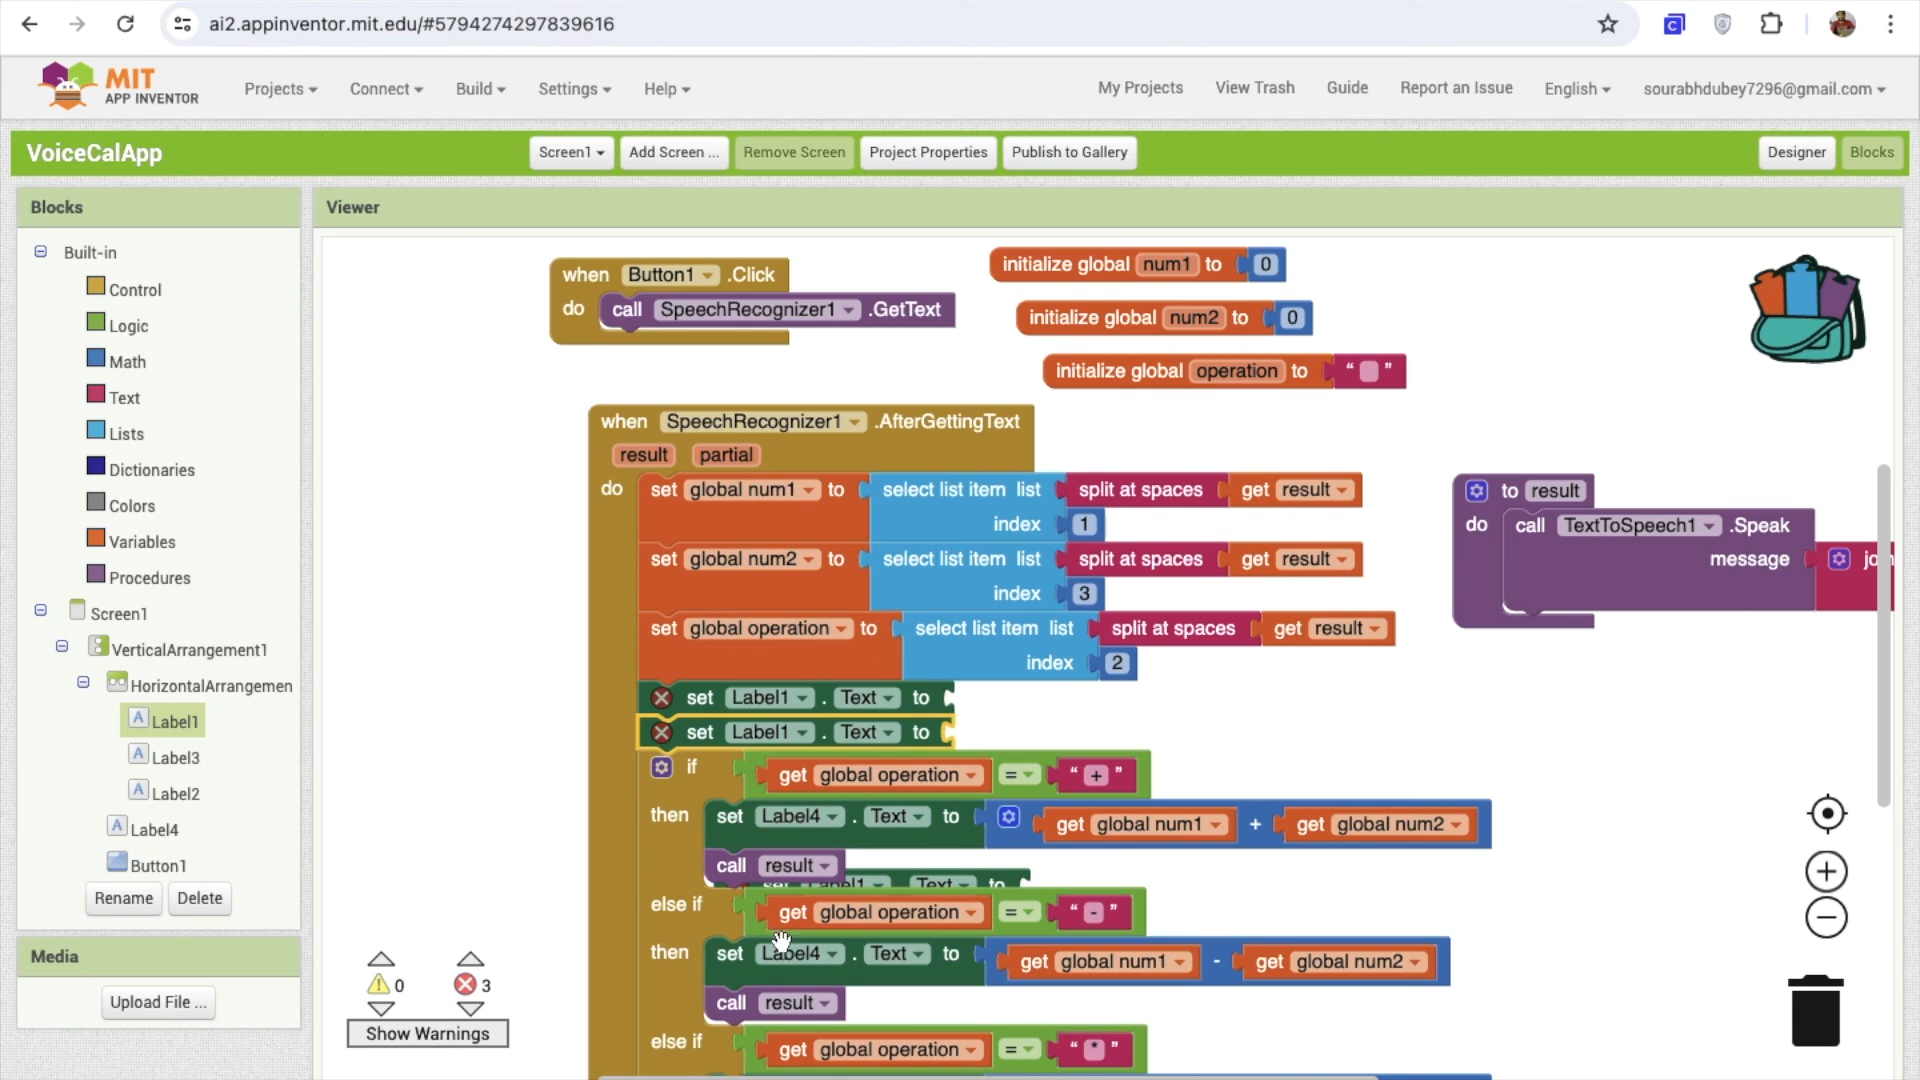 ai2.appinventor.mit.edu/#5794274297839616
MIT
APP INVENTOR
Projects Connect Build Settings Help My Projects View Trash Guide Report an Issue English sourabhdubey7296@gmail.com
VoiceCalApp Screen1 Add Screen ... Remove Screen Project Properties Publish to Gallery Designer Blocks
Blocks
Built-in
Control
Logic
Math
Text
Lists
Dictionaries
Colors
Variables
Procedures
Screen1
VerticalArrangement1
HorizontalArrangemen
Label1
Label3
Label2
Label4
Button1
Rename Delete
Media
Upload File ...
Viewer
when Button1 .Click
do call SpeechRecognizer1 .GetText
initialize global num1 to 0
initialize global num2 to 0
initialize global operation to “ ”
when SpeechRecognizer1 .AfterGettingText
result partial
do set global num1 to select list item list split at spaces get result
index 1
set global num2 to select list item list split at spaces get result
index 3
set global operation to select list item list split at spaces get result
index 2
set Label1 . Text to
set Label1 . Text to
if get global operation = “ + ”
then set Label4 . Text to get global num1 + get global num2
call result
set Label1 Text to
else if get global operation = “ - ”
then set Label4 . Text to get global num1 - get global num2
call result
else if get global operation = “ * ”
to result
do call TextToSpeech1 .Speak
message
0 3
Show Warnings